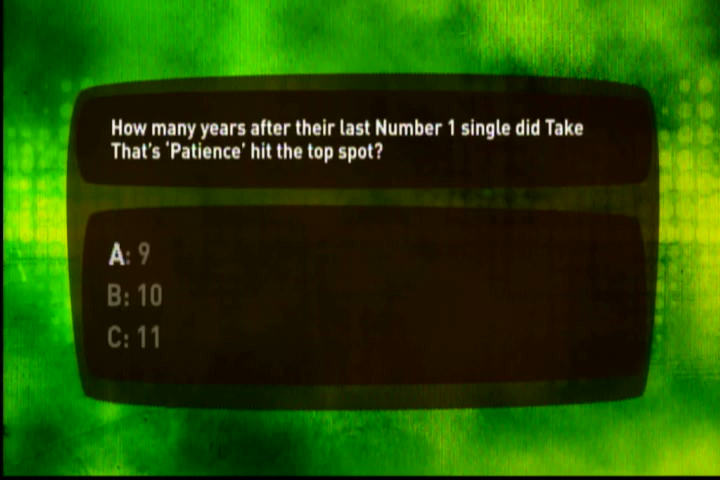 How many years after their last Number 1 single did Take
That's 'Patience' hit the top spot?
A: 9
B: 10
C: 11